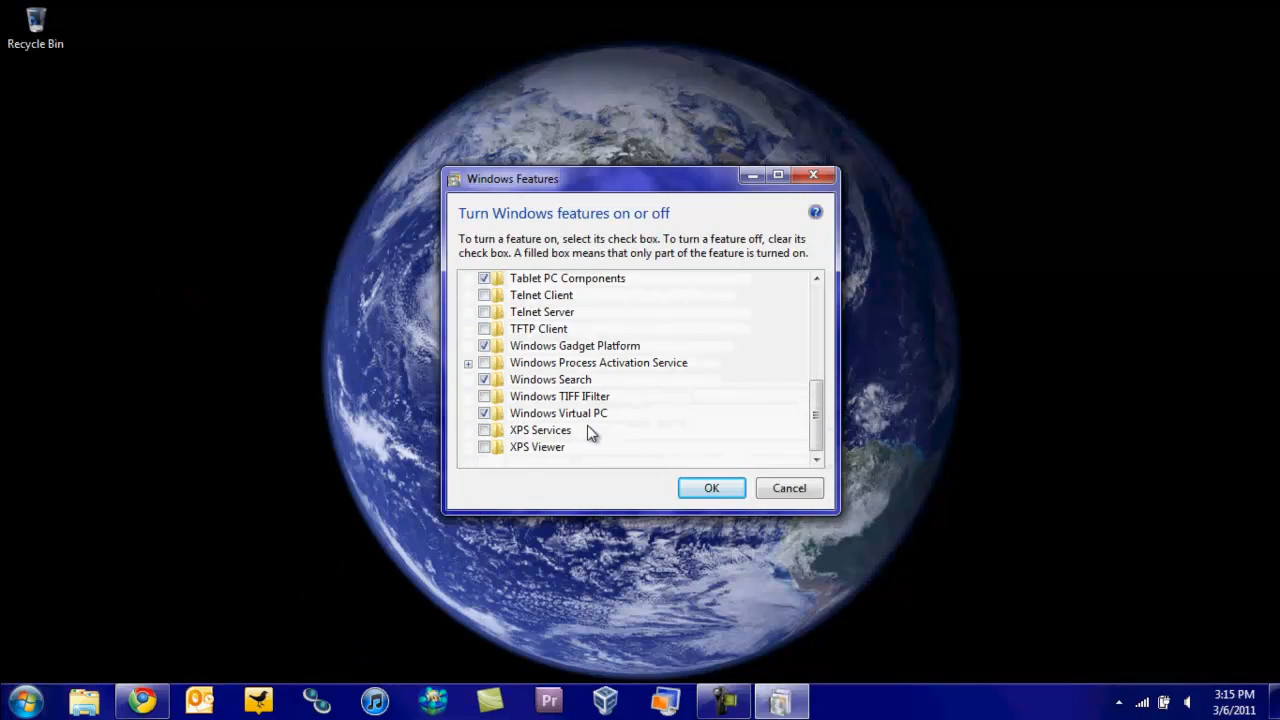 Recycle Bin
Windows Features
Turn Windows features on or off
To turn a feature on, select its check box. To turn a feature off, clear its
check box. A filled box means that only part of the feature is turned on.
Tablet PC Components
Telnet Client
Telnet Server
TFTP Client
Windows Gadget Platform
Windows Process Activation Service
Windows Search
Windows TIFF IFilter
Windows Virtual PC
XPS Services
XPS Viewer
OK
Cancel
Pr
3:15 PM
3/6/2011